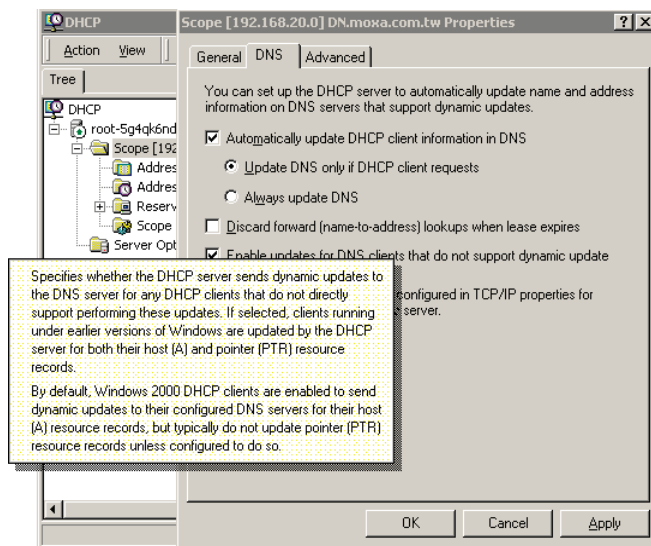 DHCP
Action View
Tree
DHCP
root-5g4qk6nd
Scope [192
Addres
Addres
Reserv
Scope
Server Opt
Scope [192.168.20.0] DN.moxa.com.tw Properties
General DNS Advanced
You can set up the DHCP server to automatically update name and address
information on DNS servers that support dynamic updates.
Automatically update DHCP client information in DNS
Update DNS only if DHCP client requests
Always update DNS
Discard forward (name-to-address) lookups when lease expires
Enable updates for DNS clients that do not support dynamic update
configured in TCP/IP properties for
server.
Specifies whether the DHCP server sends dynamic updates to
the DNS server for any DHCP clients that do not directly
support performing these updates. If selected, clients running
under earlier versions of Windows are updated by the DHCP
server for both their host (A) and pointer (PTR) resource
records.
By default, Windows 2000 DHCP clients are enabled to send
dynamic updates to their configured DNS servers for their host
(A) resource records, but typically do not update pointer (PTR)
resource records unless configured to do so.
OK Cancel Apply